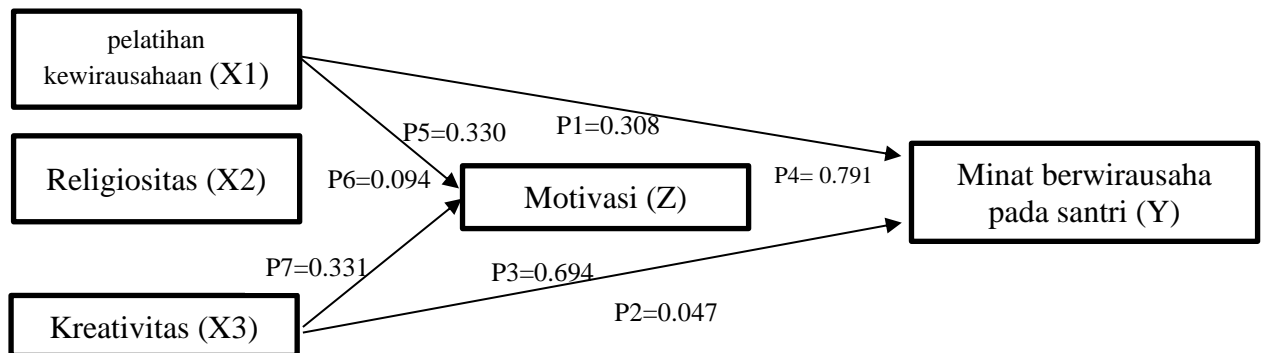 pelatihan
kewirausahaan (X1)
P1=0.308
P5=0.330
Religiositas (X2)
P6=0.094
Motivasi (Z)
P4= 0.791
Minat berwirausaha
pada santri (Y)
P7=0.331
P3=0.694
P2=0.047
Kreativitas (X3)